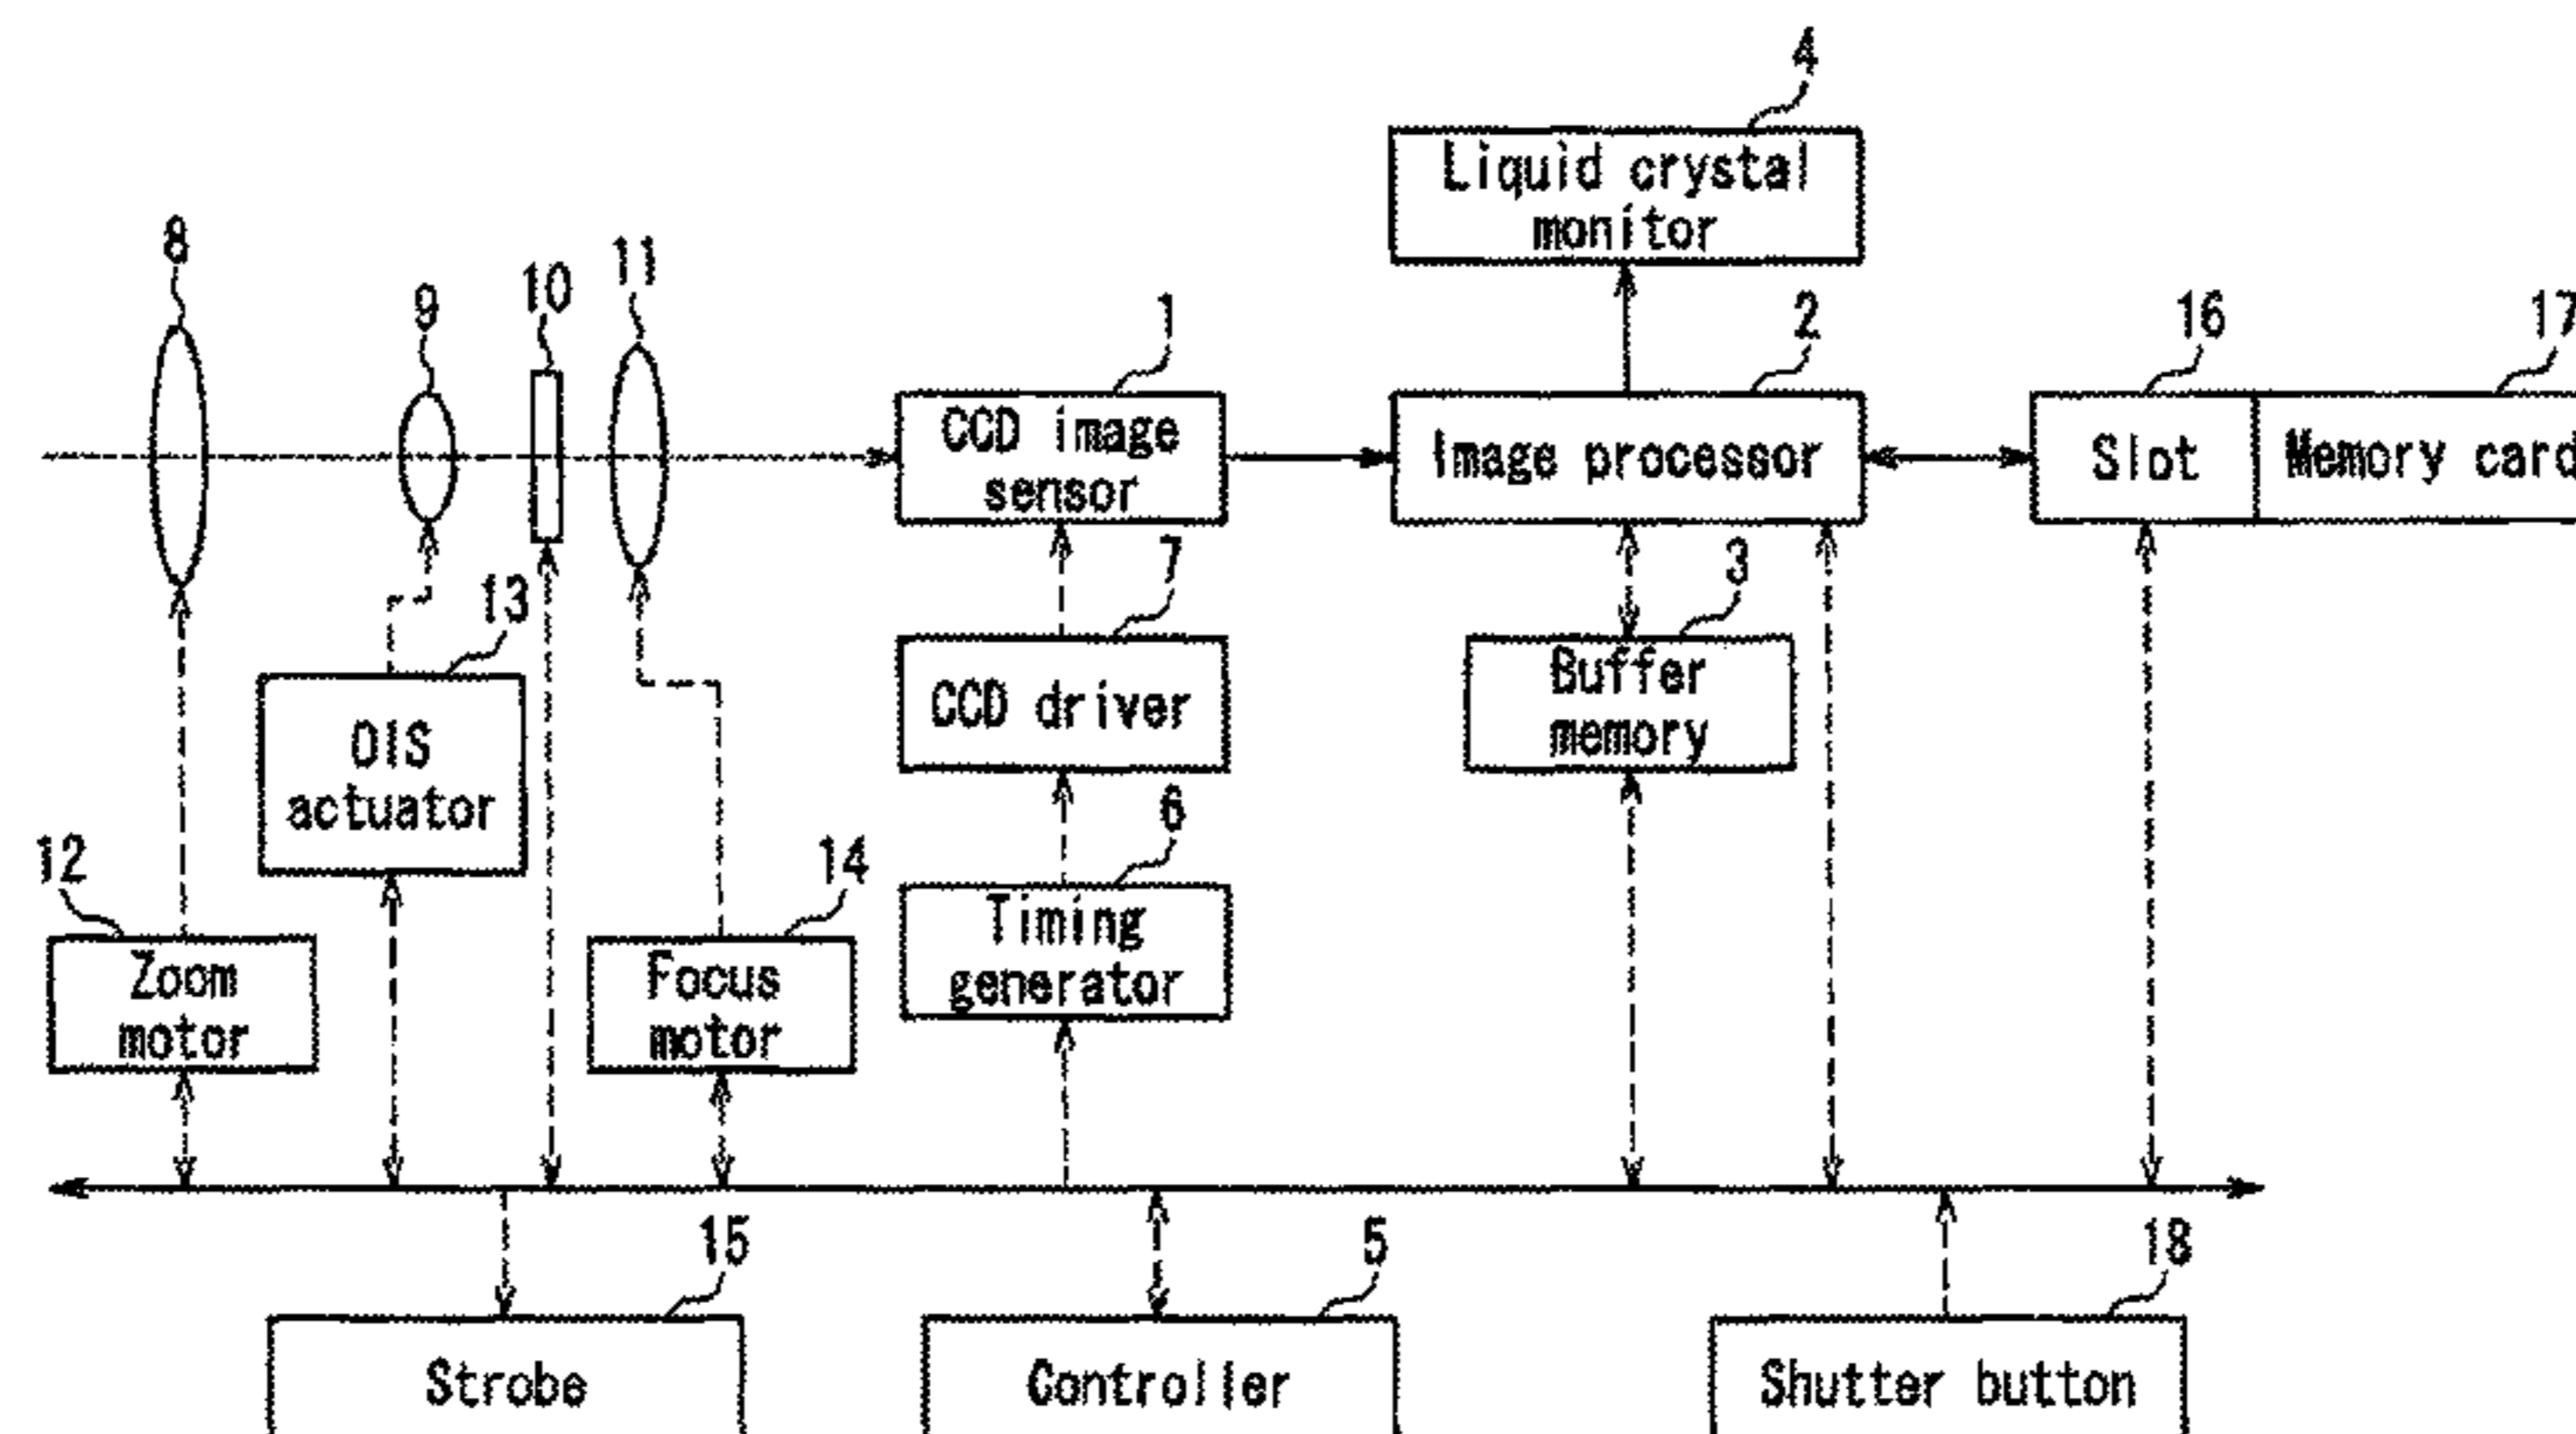 4
Liquid crystal
monitor
8
9
10
11
1
2
16
17
CCD image
sensor
Image processor
Slot
Memory card
13
7
3
OIS
actuator
CCD driver
Buffer
memory
12
14
6
Zoom
motor
Focus
motor
Timing
generator
15
5
18
Strobe
Controller
Shutter button